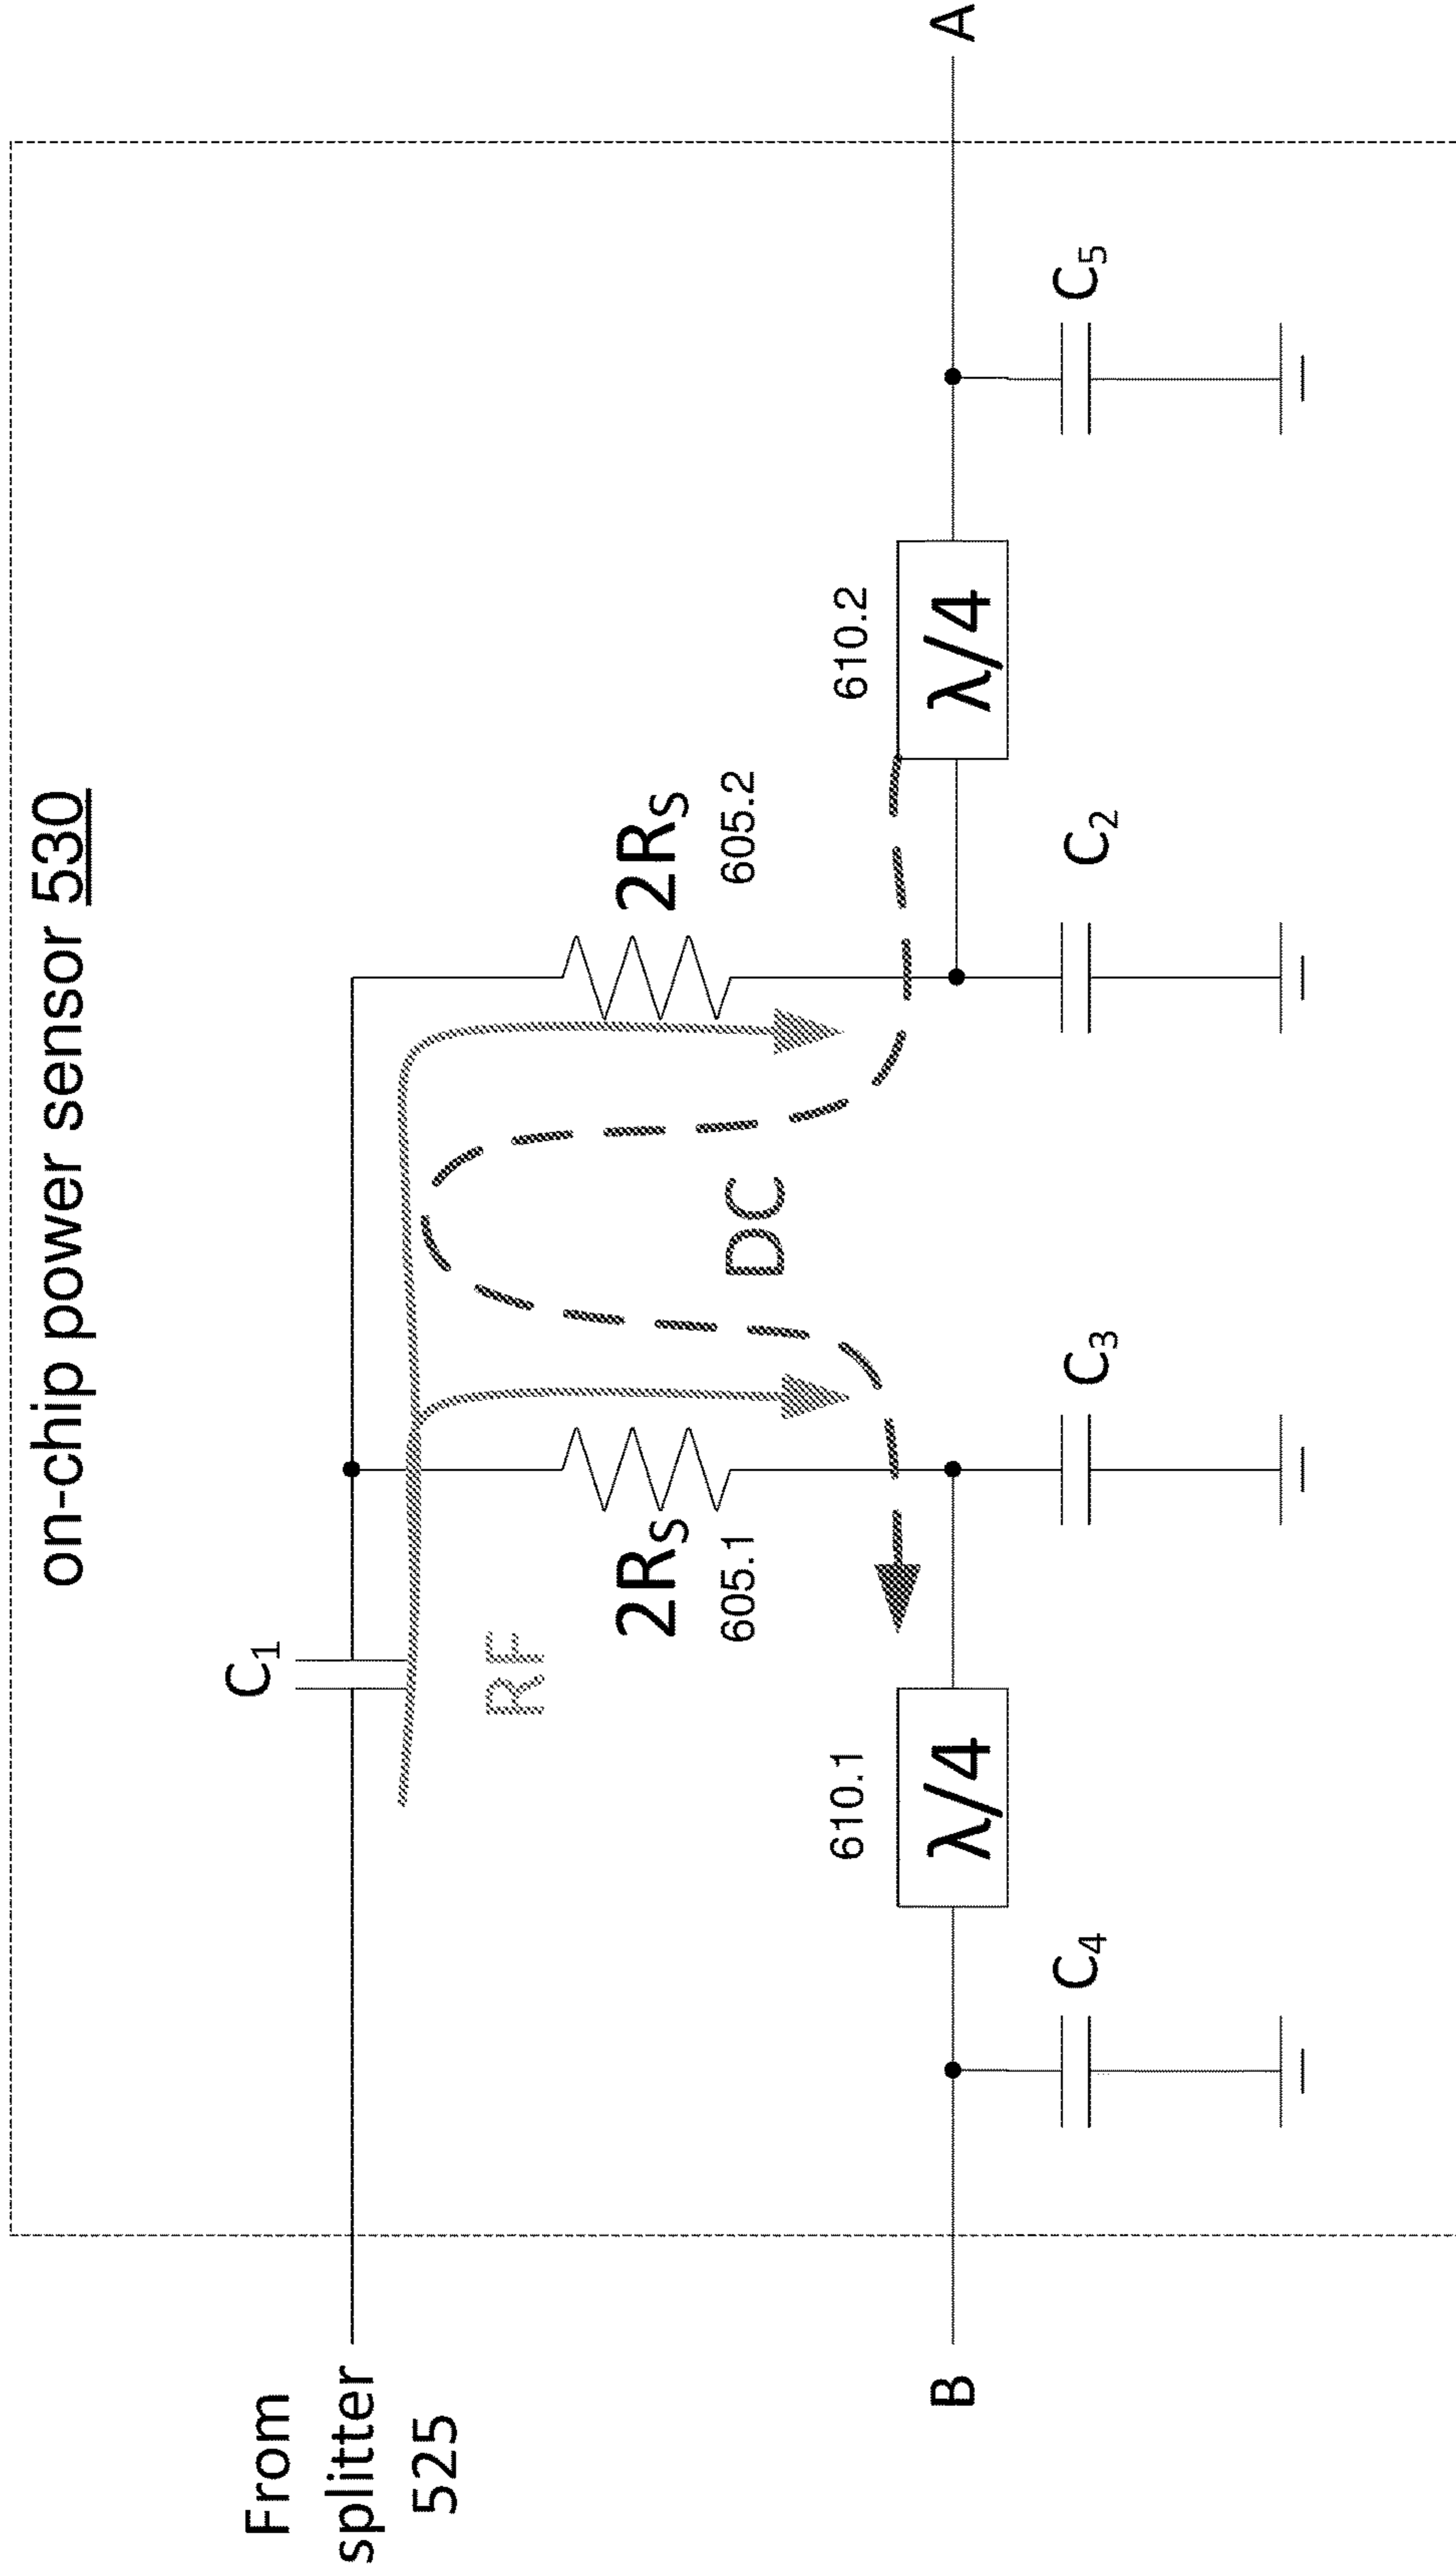 on-chip power sensor 530
From
splitter
525
C1
RF
2RS
605.1
2RS
605.2
DC
610.1
λ/4
610.2
λ/4
B
A
C4
C3
C2
C5